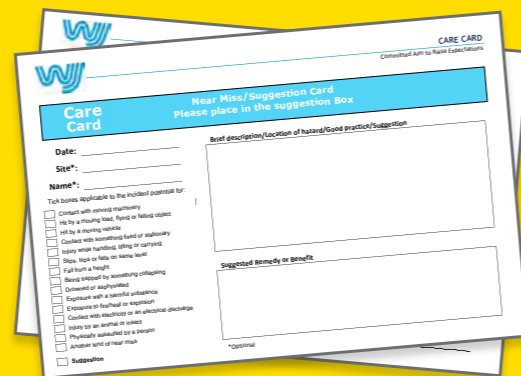 WJ
WJ
CARE CARD
Committed Aim to Raise Expectations
Care
Card
Near Miss/Suggestion Card
Please place in the suggestion Box
Date:
Site*:
Name*:
Tick boxes applicable to the incident potential for:
Contact with moving machinery
Hit by a moving load, flying or falling object
Hit by a moving vehicle
Contact with something fixed or stationary
Injury when handling, lifting or carrying
Slips, trips or falls on same level
Fall from a height
Being trapped by something collapsing
Drowned or asphyxiated
Exposure with a harmful substance
Exposure to fire/heat or explosion
Contact with electricity or an electrical discharge
Injury by an animal or insect
Physically assaulted by a person
Another kind of near miss
Suggestion
Brief description/Location of hazard/Good practice/Suggestion
Suggested Remedy or Benefit
*Optional